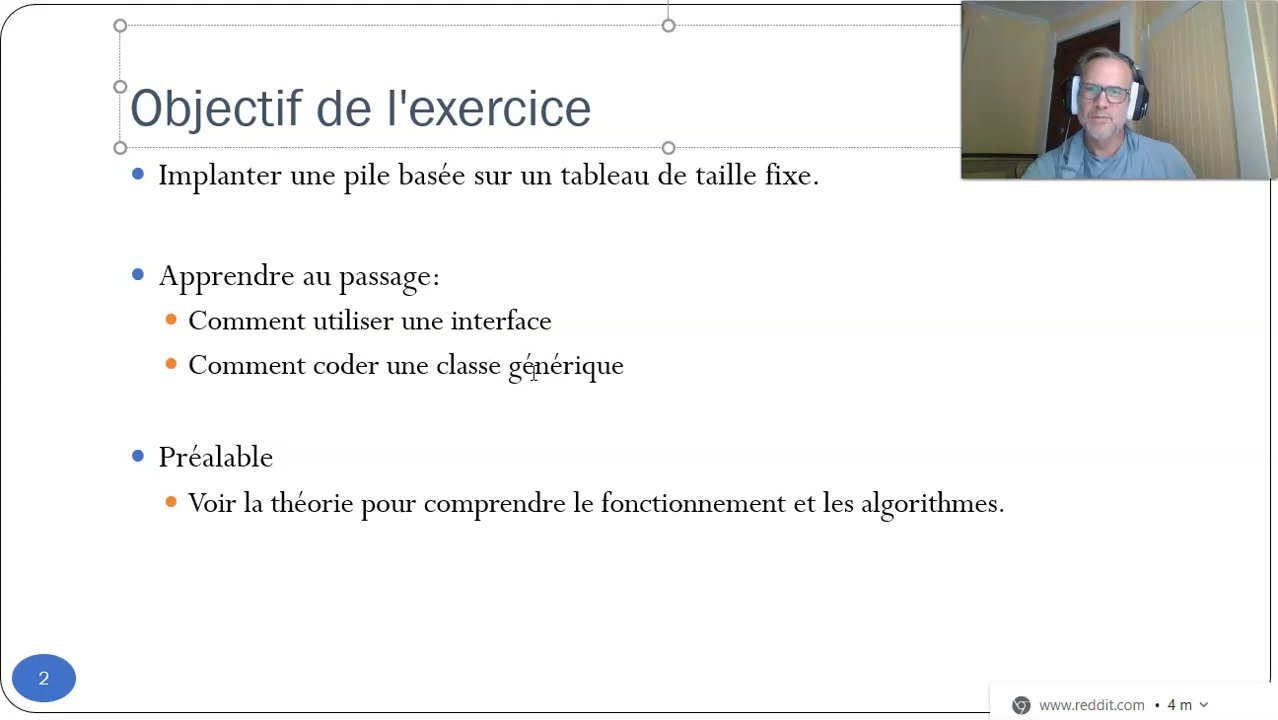 Objectif de l'exercice
Implanter une pile basée sur un tableau de taille fixe.
Apprendre au passage:
Comment utiliser une interface
Comment coder une classe générique
Préalable
Voir la théorie pour comprendre le fonctionnement et les algorithmes.
2
www.reddit.com • 4 m